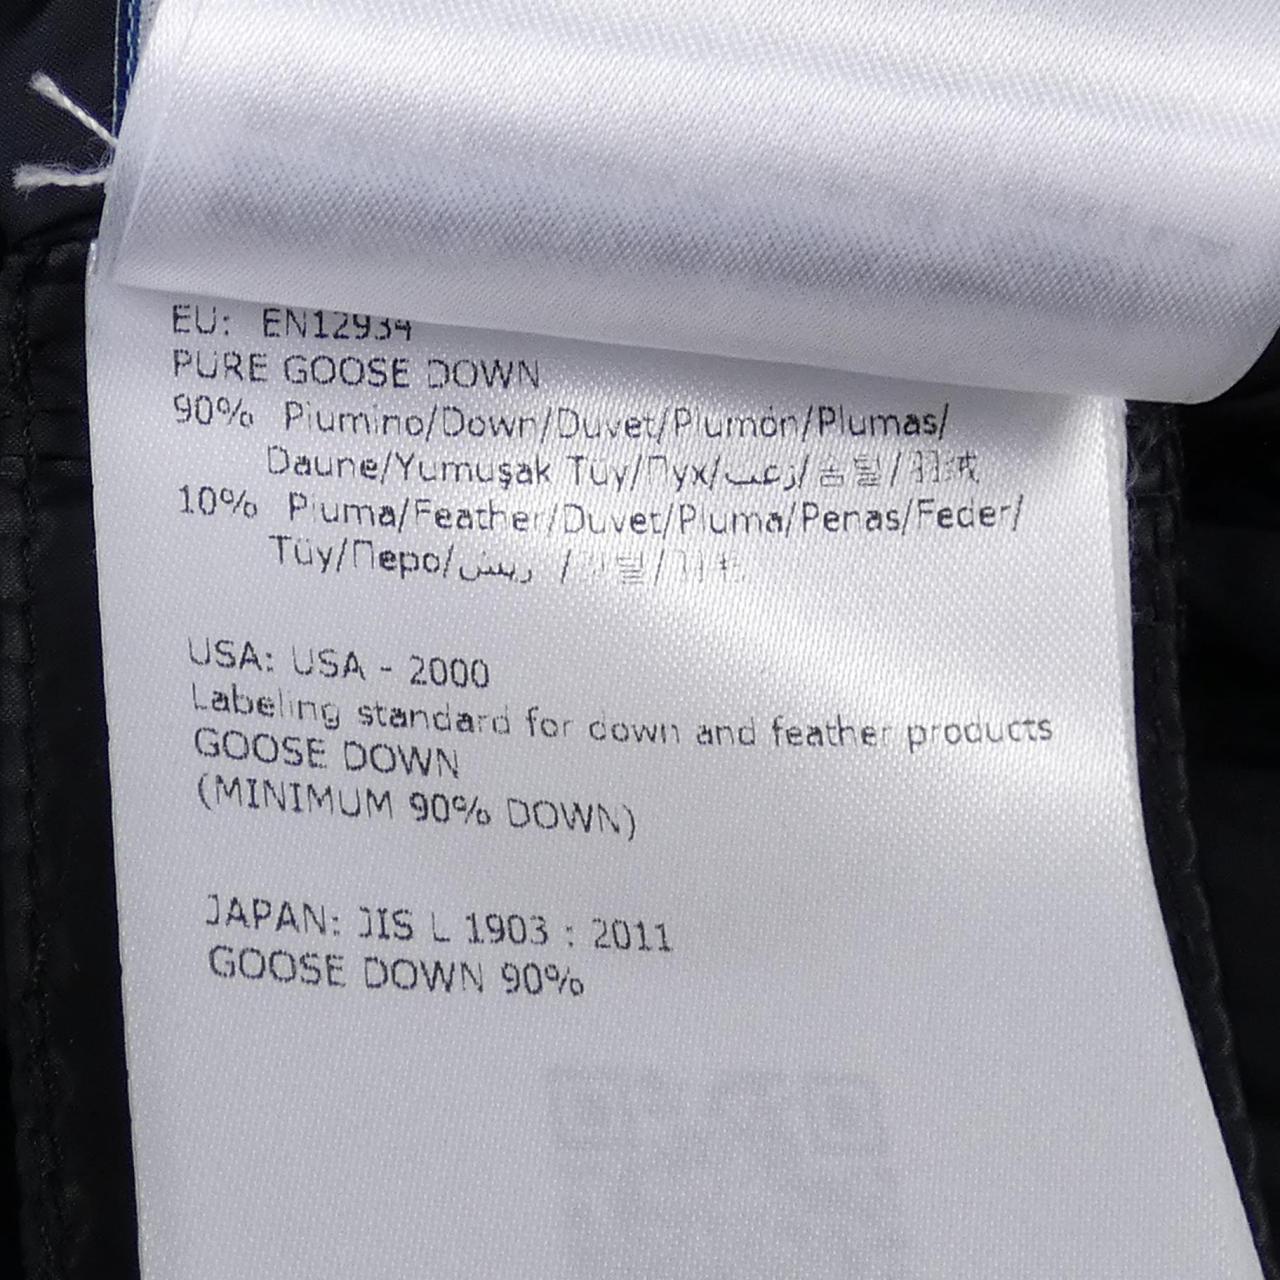 EU: EN12934
PURE GOOSE DOWN
90% Piumino/Down/Duvet/Plumón/Plumas/
Daune/Yumuşak Tüy/Пух/زغب/솜털/羽绒
10% Piuma/Feather/Duvet/Pluma/Penas/Feder/
Tüy/Перо/ريش /깃털/
USA: USA - 2000
Labeling standard for down and feather products
GOOSE DOWN
(MINIMUM 90% DOWN)
JAPAN: JIS L 1903 : 2011
GOOSE DOWN 90%